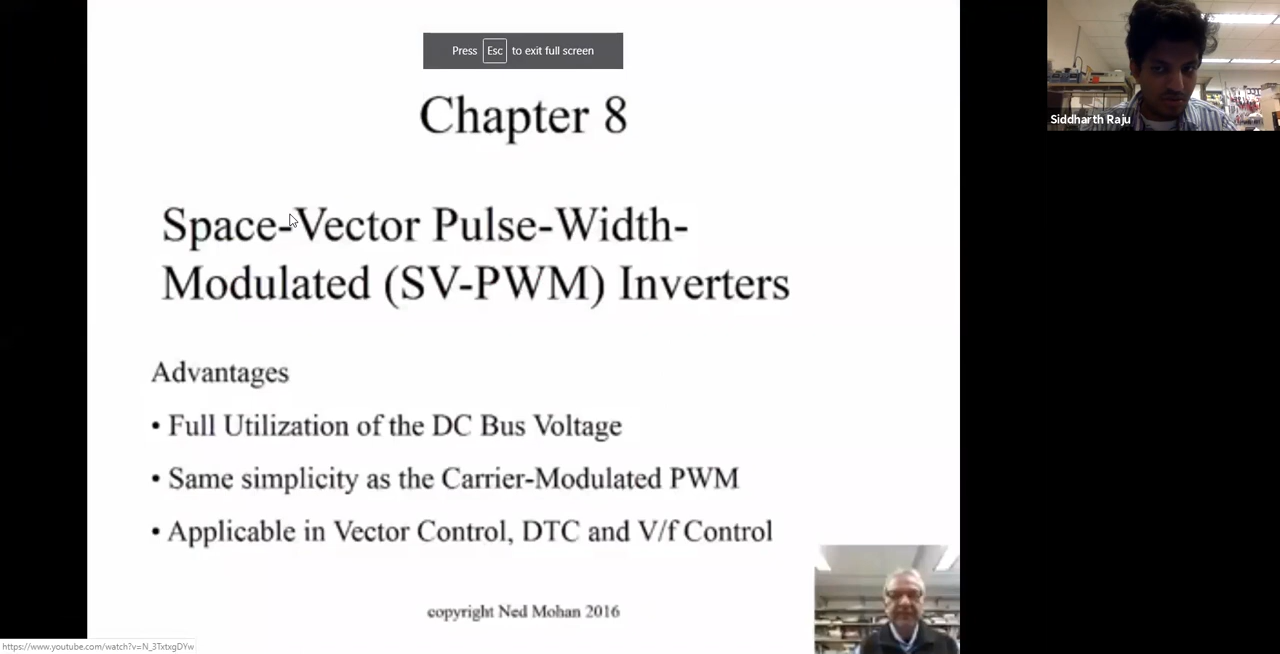 Press Esc to exit full screen
Chapter 8
Siddharth Raju
Space-Vector Pulse-Width-
Modulated (SV-PWM) Inverters
Advantages
• Full Utilization of the DC Bus Voltage
• Same simplicity as the Carrier-Modulated PWM
• Applicable in Vector Control, DTC and V/f Control
copyright Ned Mohan 2016
https://www.youtube.com/watch?v=N_3TxtxgDYw